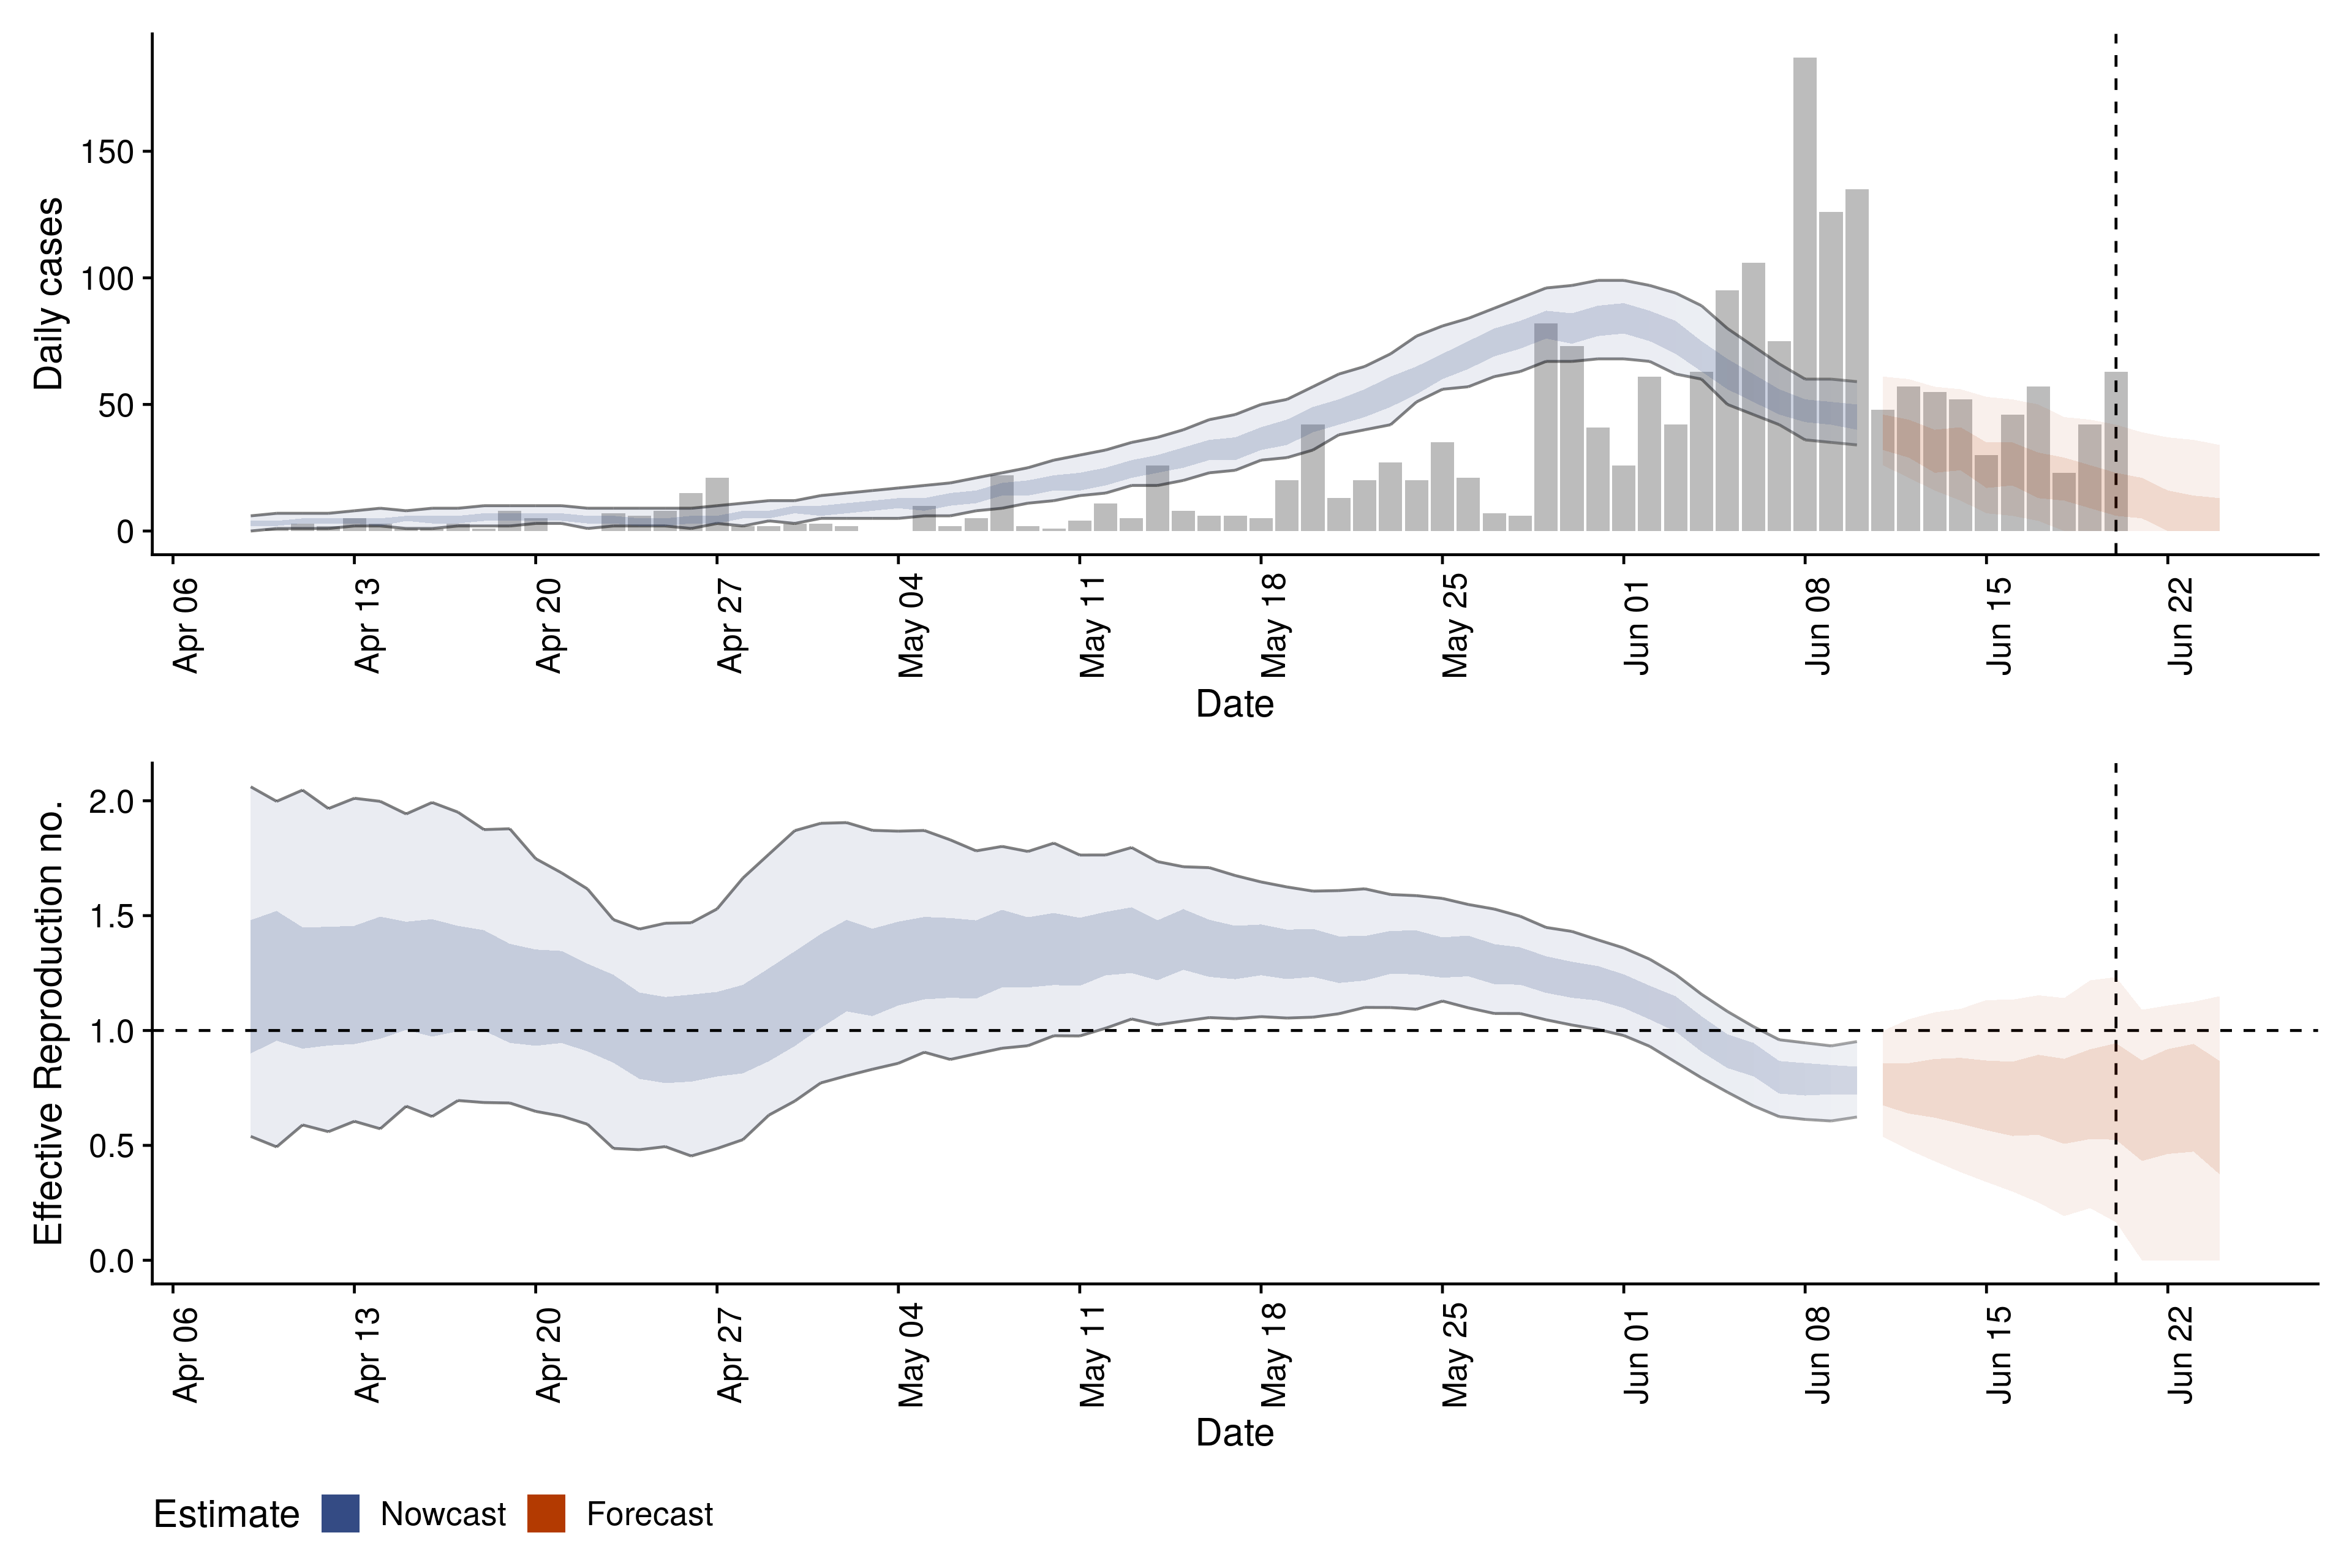 Daily cases
150
100
50
0
Apr 06
Apr 13
Apr 20
Apr 27
May 04
May 11
May 18
May 25
Jun 01
Jun 08
Jun 15
Jun 22
Date
Effective Reproduction no.
2.0
1.5
1.0
0.5
0.0
Apr 06
Apr 13
Apr 20
Apr 27
May 04
May 11
May 18
May 25
Jun 01
Jun 08
Jun 15
Jun 22
Date
Estimate Nowcast Forecast